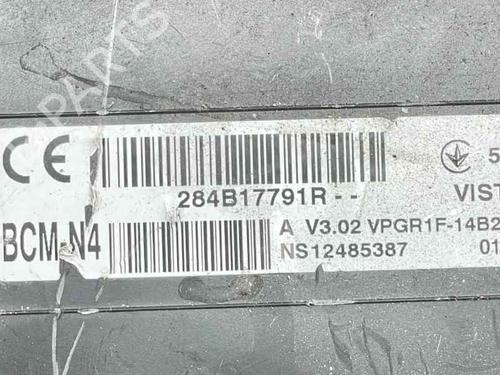 CE
284B17791R - -
5
VIST
BCM N4
A V3.02 VPGR1F-14B2
NS12485387
01